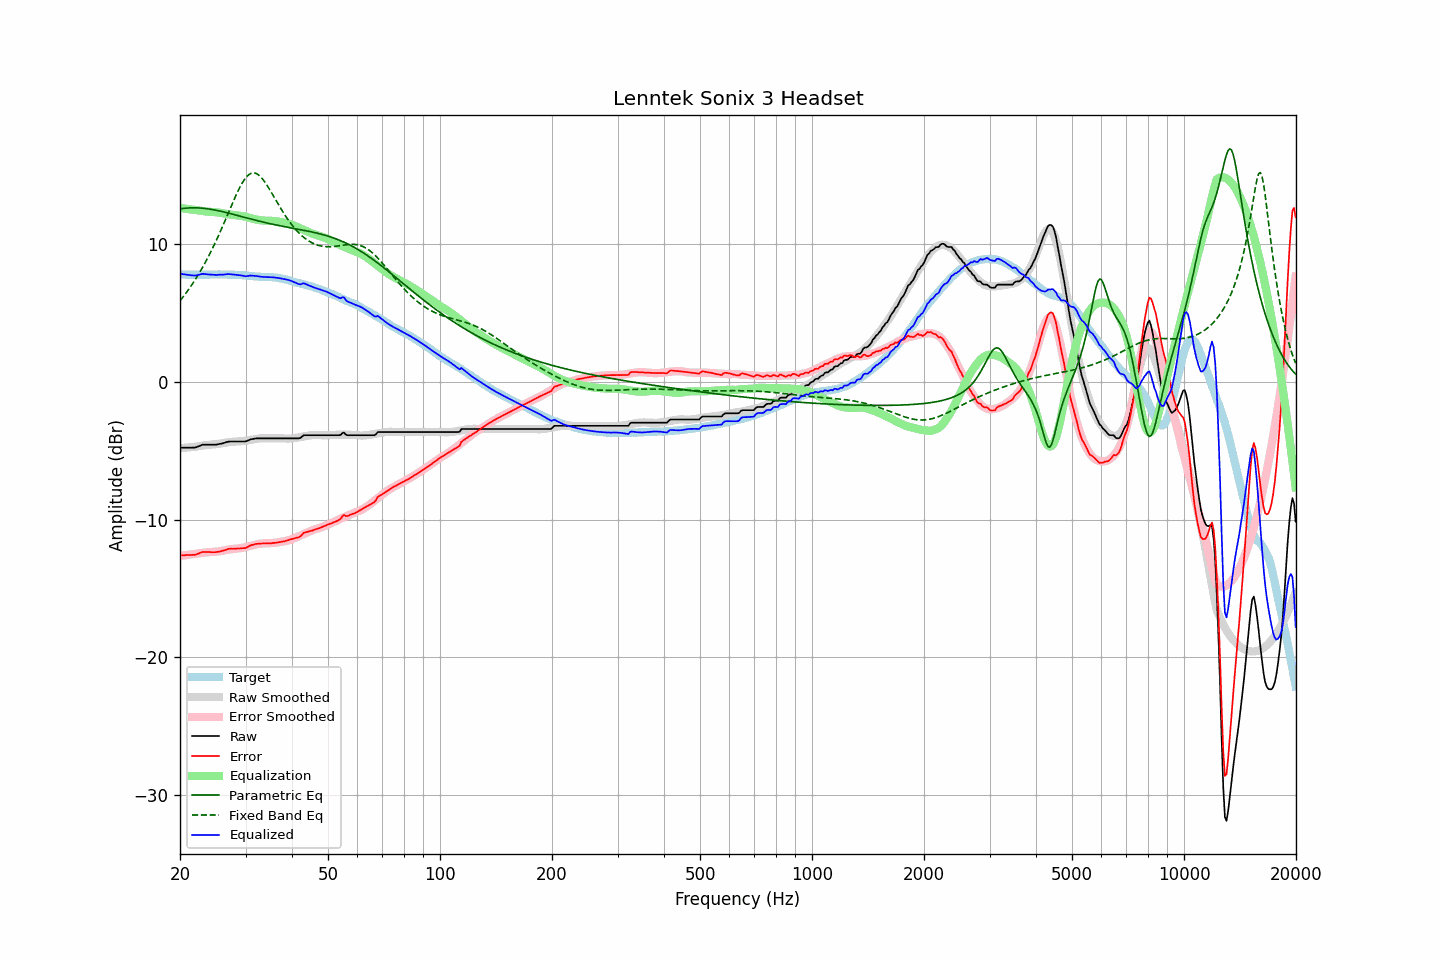 Lenntek Sonix 3 Headset
Amplitude (dBr)
10
0
−10
−20
−30
Target
Raw Smoothed
Error Smoothed
Raw
Error
Equalization
Parametric Eq
Fixed Band Eq
Equalized
20 50 100 200 500 1000 2000 5000 10000 20000
Frequency (Hz)